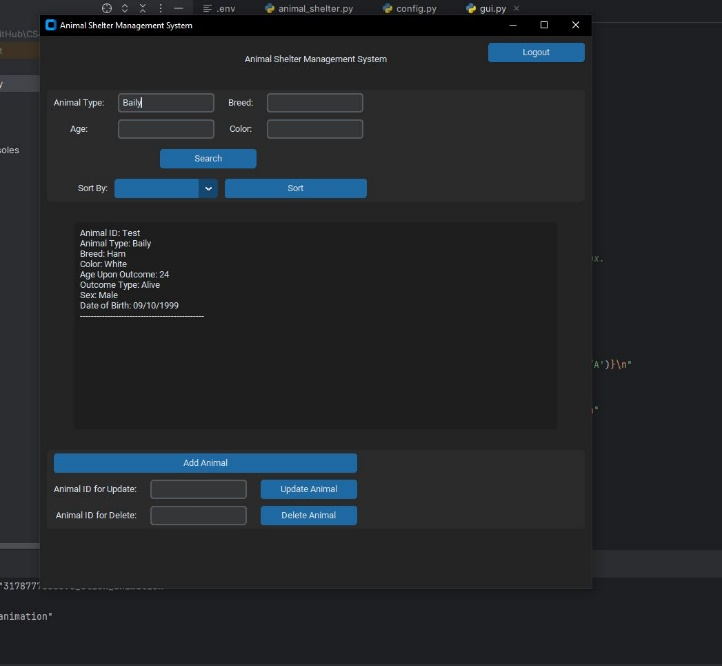 .env animal_shelter.py config.py gui.py
Animal Shelter Management System
itHub\CS
Animal Shelter Management System
Logout
Animal Type: Baily Breed:
Age: Color:
Search
soles
Sort By: Sort
Animal ID: Test
Animal Type: Baily
Breed: Ham
Color: White
Age Upon Outcome: 24
Outcome Type: Alive
Sex: Male
Date of Birth: 09/10/1999
---------------------------------------------
x.
A')}\n"
"
Add Animal
Animal ID for Update: Update Animal
Animal ID for Delete: Delete Animal
animation"